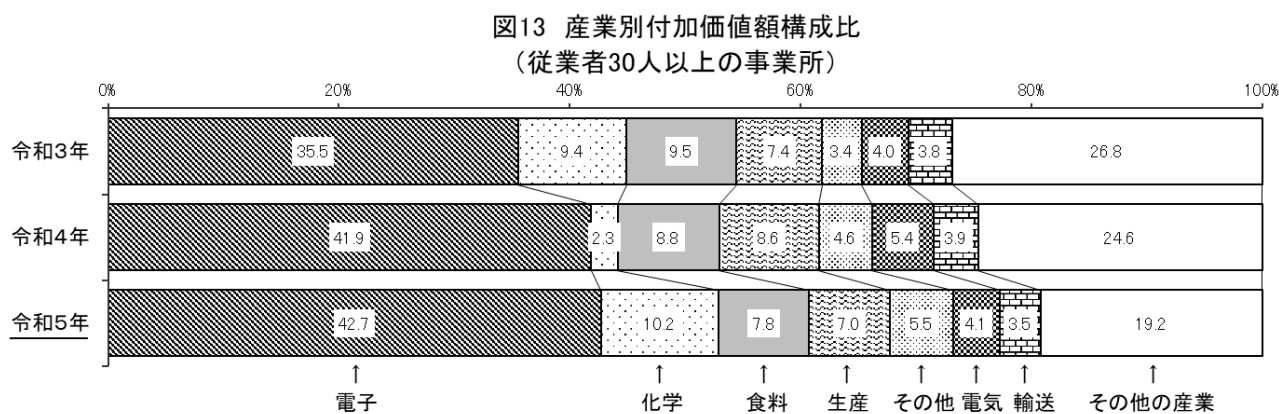 図13 産業別付加価値額構成比
（従業者30人以上の事業所）
0% 20% 40% 60% 80% 100%
令和３年 35.5 9.4 9.5 7.4 3.4 4.0 3.8 26.8
令和４年 41.9 2.3 8.8 8.6 4.6 5.4 3.9 24.6
令和５年 42.7 10.2 7.8 7.0 5.5 4.1 3.5 19.2
↑ ↑ ↑ ↑ ↑ ↑ ↑ ↑
電子 化学 食料 生産 その他 電気 輸送 その他の産業